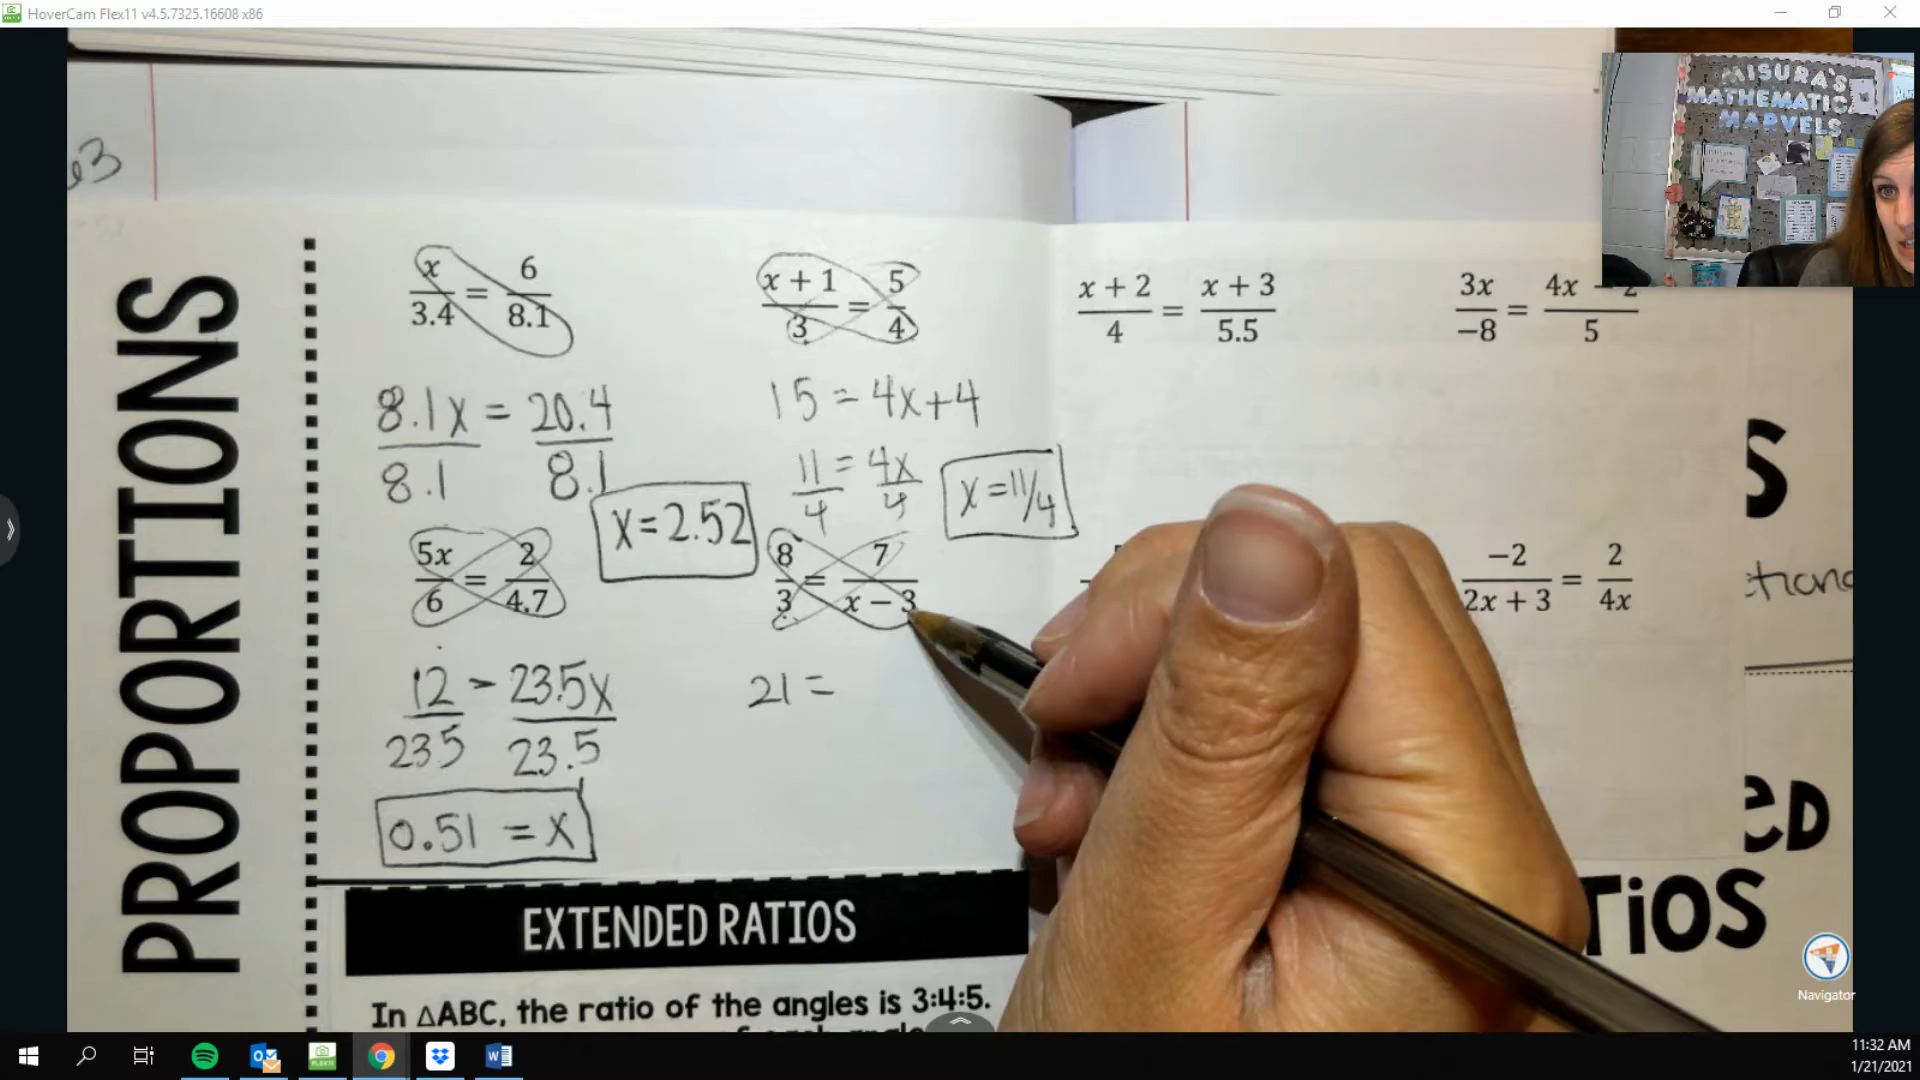 HoverCam Flex11 v4.5.7325.16608 x86
MISURA'S
MATHEMATIC
MARVELS
PROPORTIONS
x/3.4 = 6/8.1
8.1x = 20.4
8.1 8.1
x = 2.52
x + 1/3 = 5/4
15 = 4x + 4
11/4 = 4x/4
x = 11/4
x + 2/4 = x + 3/5.5
3x/-8 = 4x - 2/5
5x/6 = 2/4.7
12 = 23.5x
235 23.5
0.51 = x
8/3 = 7/x - 3
21 =
-2/2x + 3 = 2/4x
EXTENDED RATIOS
In △ABC, the ratio of the angles is 3:4:5.
Navigator
11:32 AM
1/21/2021